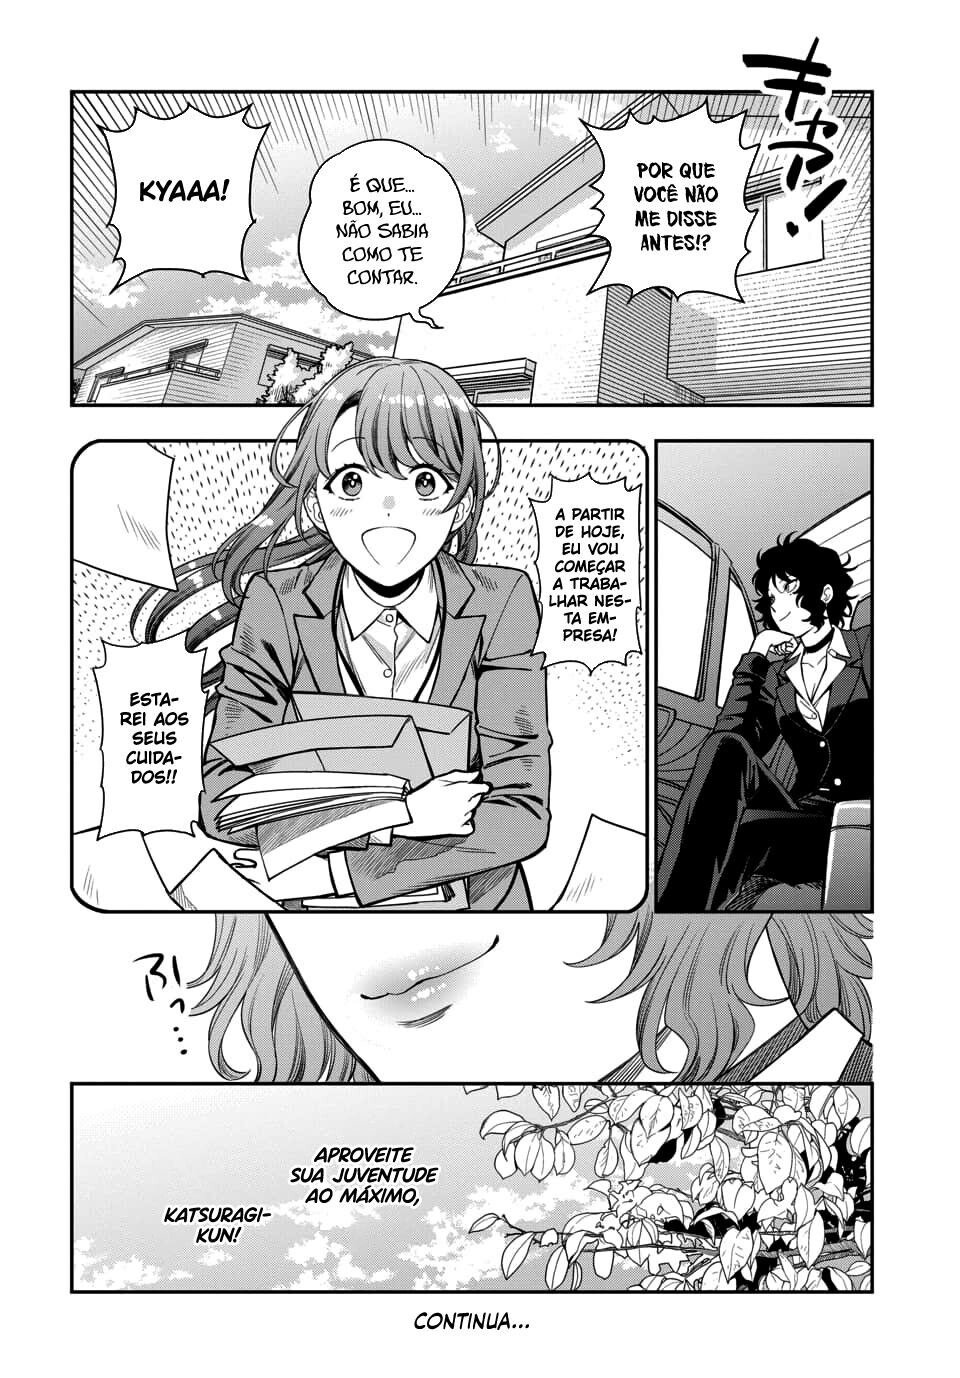 キャアン!
POR QUE
VOCÊ NÃO
ME DISSE
ANTES!?
É QUE...
BOM, EU...
NÃO SABIA
COMO TE
CONTAR.
KYAAA!
A PARTIR
DE HOJE,
EU VOU
COMEÇAR
A TRABA-
LHAR NES-
TA EM-
PRESA!
ESTA-
REI AOS
SEUS
CUIDA-
DOS!!
ふっ…
APROVEITE
SUA JUVENTUDE
AO MÁXIMO,
KATSURAGI-
KUN!
CONTINUA...